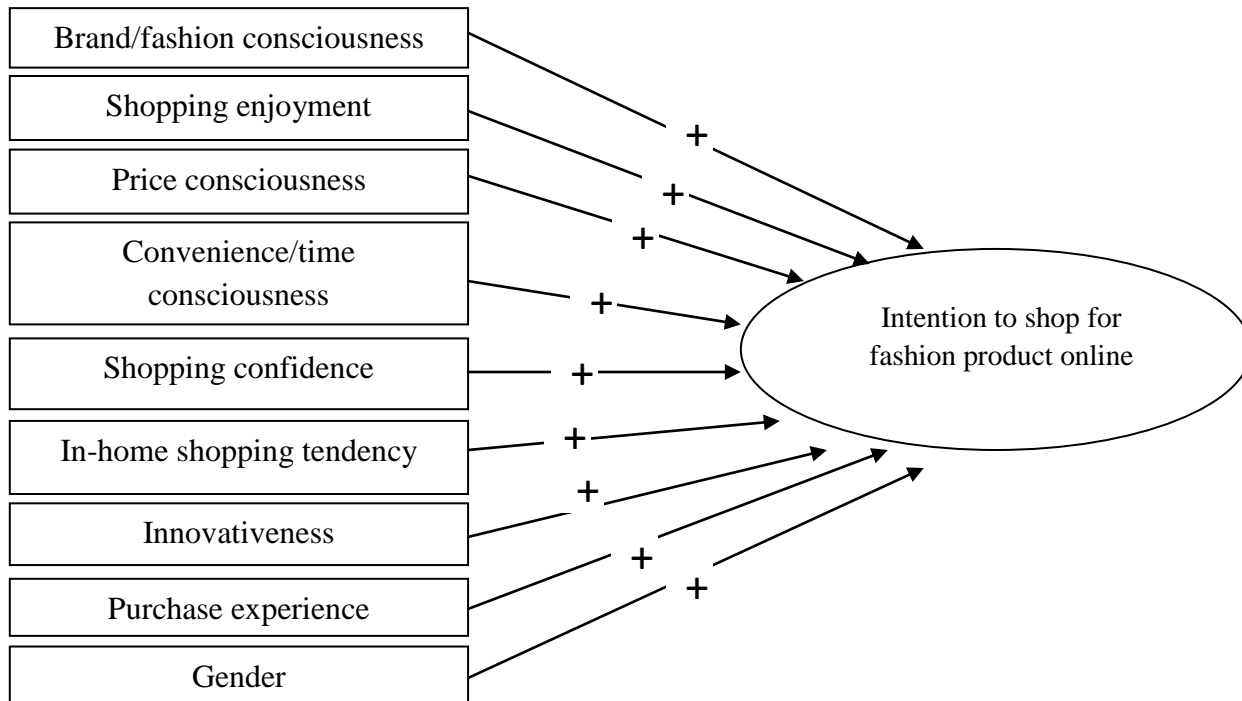 Brand/fashion consciousness
Shopping enjoyment
Price consciousness
Convenience/time
consciousness
Shopping confidence
In-home shopping tendency
Innovativeness
Purchase experience
Gender
+
+
+
+
+
+
+
+
+
Intention to shop for
fashion product online